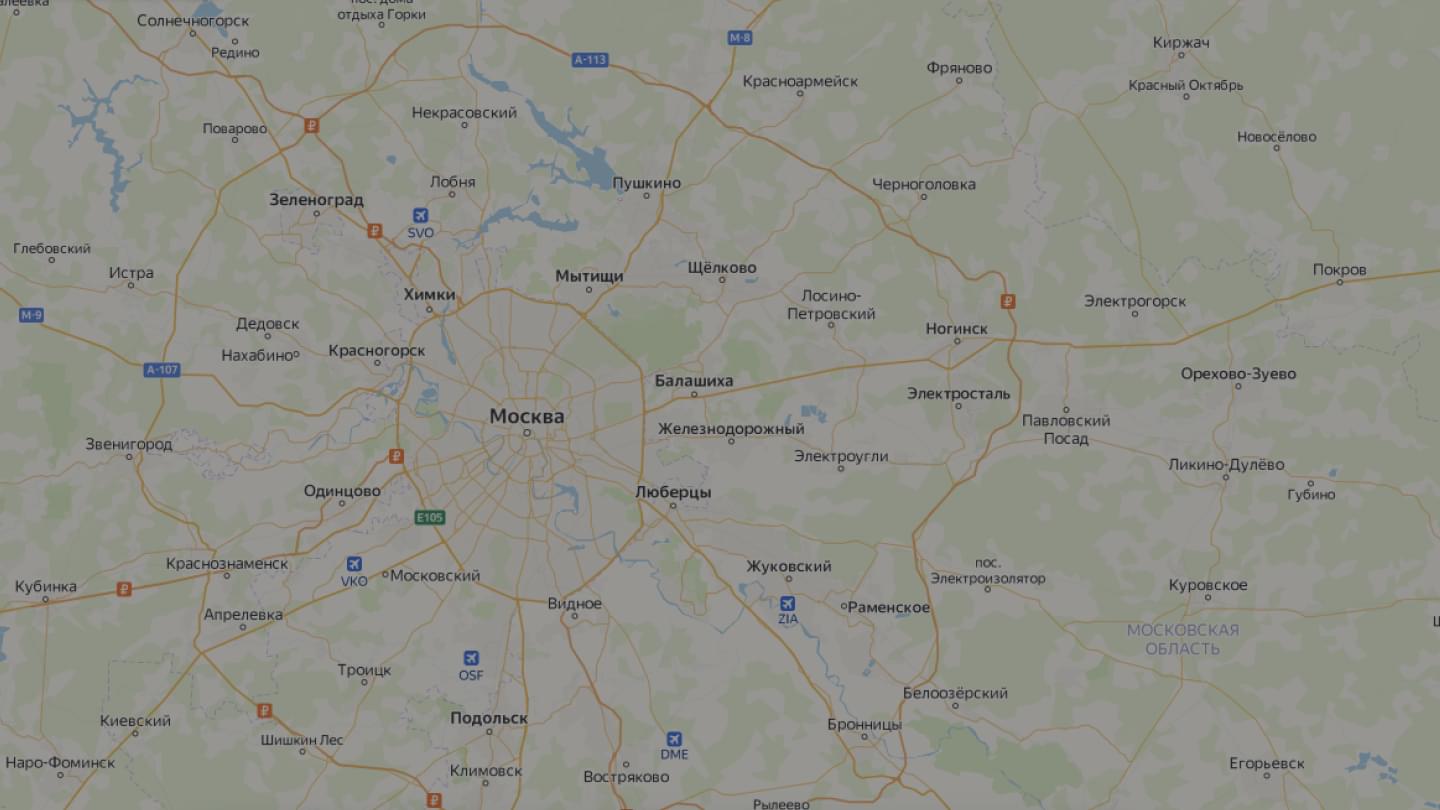 Солнечногорск
отдыха Горки
Редино
М-8
А-113
Киржач
Фряново
Красноармейск
Красный Октябрь
Некрасовский
Поварово
₽
Новосёлово
Лобня
Пушкино
Черноголовка
Зеленоград
SVO
₽
Глебовский
Истра
Мытищи
Щёлково
Покров
Химки
Лосино-
Петровский
₽
Электрогорск
М-9
Дедовск
Ногинск
Нахабино
Красногорск
А-107
Балашиха
Орехово-Зуево
Электросталь
Москва
Павловский
Посад
Железнодорожный
Звенигород
₽
Электроугли
Ликино-Дулёво
Одинцово
Люберцы
Губино
E105
Краснознаменск
VKO
Московский
Жуковский
пос.
Электроизолятор
Кубинка
₽
Куровское
Апрелевка
Видное
ZIA
Раменское
МОСКОВСКАЯ
ОБЛАСТЬ
Троицк
OSF
Белоозёрский
₽
Киевский
Подольск
Бронницы
Шишкин Лес
DME
Наро-Фоминск
Климовск
Востряково
Егорьевск
₽
Рылеево